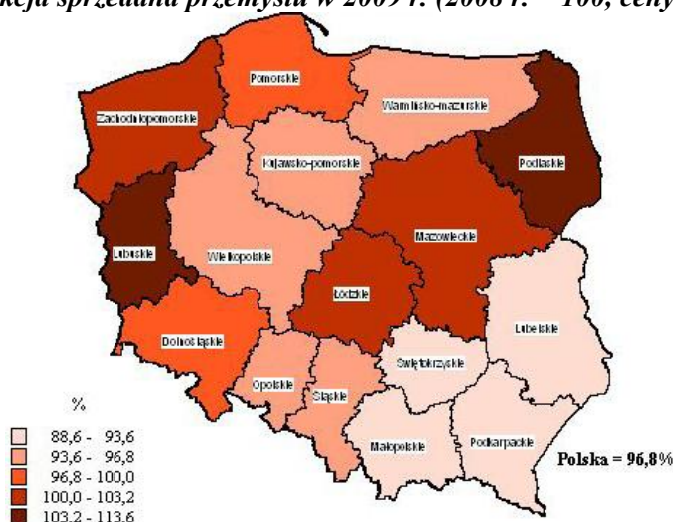 kcja sprzedana przemysłu w 2009 r. (2008 r. = 100, ceny
Pomorskie
Warmińsko-mazurskie
Zachodniopomorskie
Kujawsko-pomorskie
Podlaskie
Mazowieckie
Lubuskie
Wielkopolskie
Łódzkie
Lubelskie
Dolnośląskie
Świętokrzyskie
Opolskie
Śląskie
Małopolskie
Podkarpackie
%
88,6 - 93,6
93,6 - 96,8
96,8 - 100,0
100,0 - 103,2
103,2 - 113,6
Polska = 96,8%